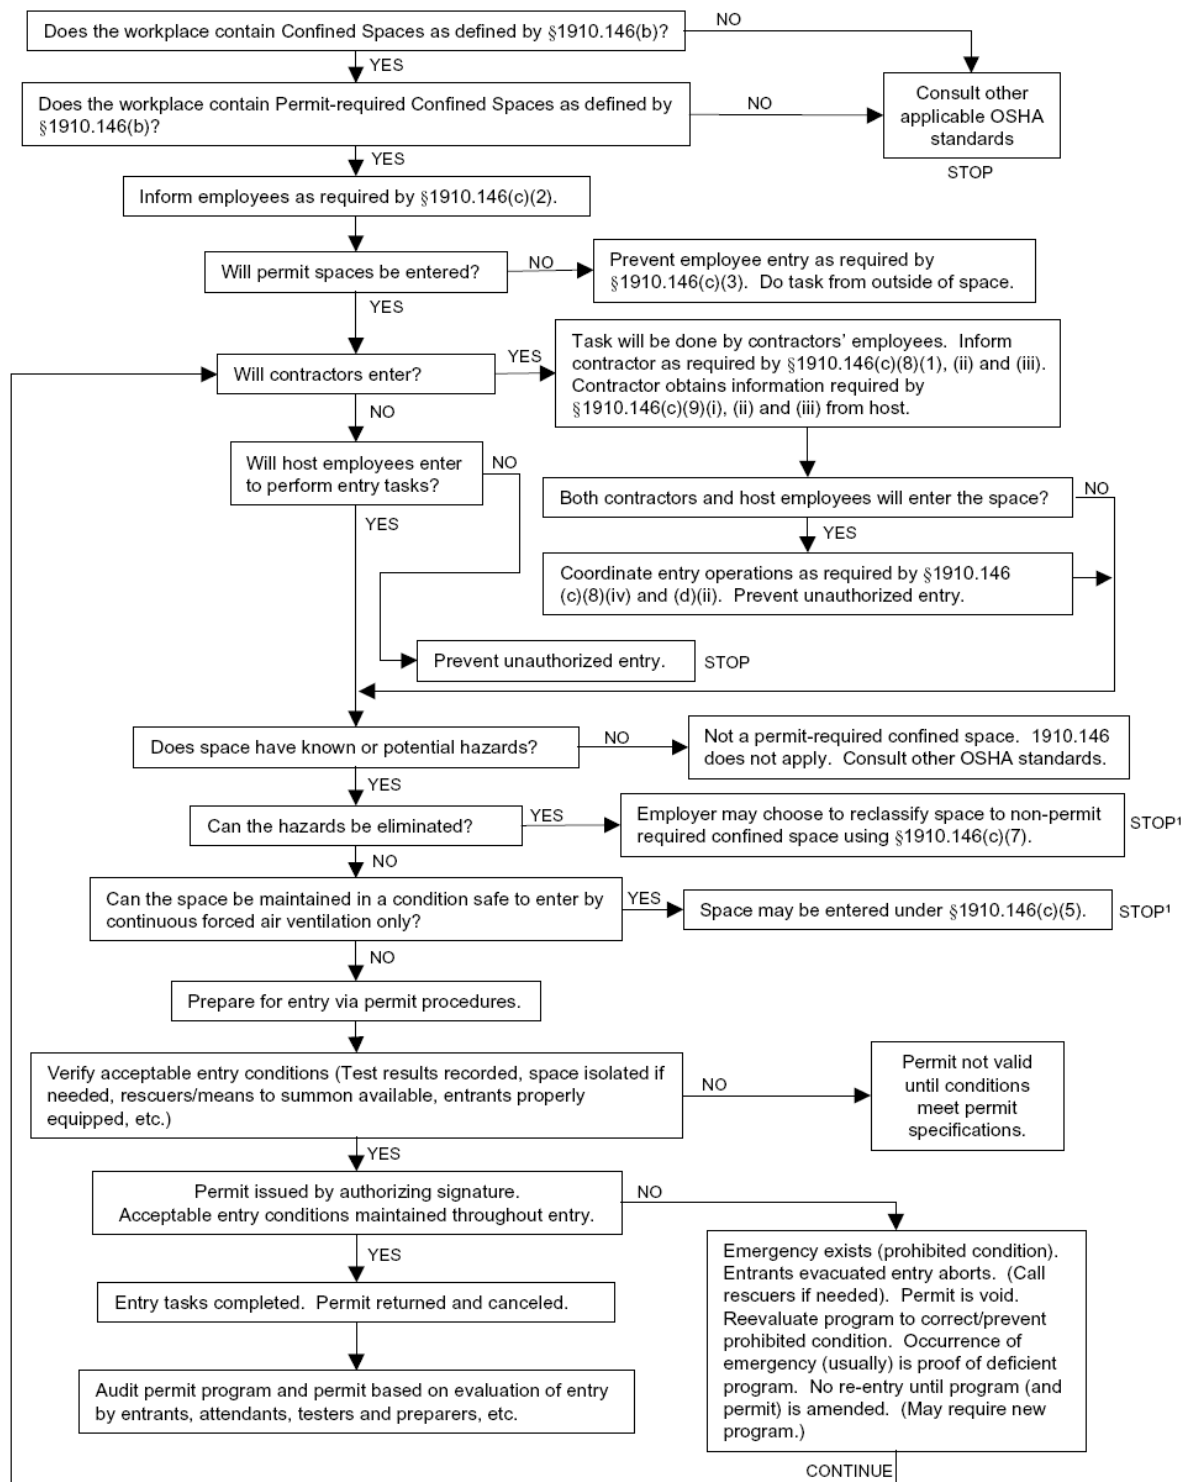 Does the workplace contain Confined Spaces as defined by §1910.146(b)?
NO
YES
Does the workplace contain Permit-required Confined Spaces as defined by
§1910.146(b)?
NO
Consult other
applicable OSHA
standards
STOP
YES
Inform employees as required by §1910.146(c)(2).
Will permit spaces be entered?
NO
Prevent employee entry as required by
§1910.146(c)(3).  Do task from outside of space.
YES
Will contractors enter?
YES
Task will be done by contractors’ employees.  Inform
contractor as required by §1910.146(c)(8)(1), (ii) and (iii).
Contractor obtains information required by
§1910.146(c)(9)(i), (ii) and (iii) from host.
NO
Will host employees enter
to perform entry tasks?
NO
YES
Both contractors and host employees will enter the space?
NO
YES
Coordinate entry operations as required by §1910.146
(c)(8)(iv) and (d)(ii).  Prevent unauthorized entry.
Prevent unauthorized entry.
STOP
Does space have known or potential hazards?
NO
Not a permit-required confined space.  1910.146
does not apply.  Consult other OSHA standards.
YES
Can the hazards be eliminated?
YES
Employer may choose to reclassify space to non-permit
required confined space using §1910.146(c)(7).
STOP¹
NO
Can the space be maintained in a condition safe to enter by
continuous forced air ventilation only?
YES
Space may be entered under §1910.146(c)(5).
STOP¹
NO
Prepare for entry via permit procedures.
Verify acceptable entry conditions (Test results recorded, space isolated if
needed, rescuers/means to summon available, entrants properly
equipped, etc.)
NO
Permit not valid
until conditions
meet permit
specifications.
YES
Permit issued by authorizing signature.
Acceptable entry conditions maintained throughout entry.
NO
YES
Emergency exists (prohibited condition).
Entrants evacuated entry aborts.  (Call
rescuers if needed).  Permit is void.
Reevaluate program to correct/prevent
prohibited condition.  Occurrence of
emergency (usually) is proof of deficient
program.  No re-entry until program (and
permit) is amended.  (May require new
program.)
Entry tasks completed.  Permit returned and canceled.
Audit permit program and permit based on evaluation of entry
by entrants, attendants, testers and preparers, etc.
CONTINUE